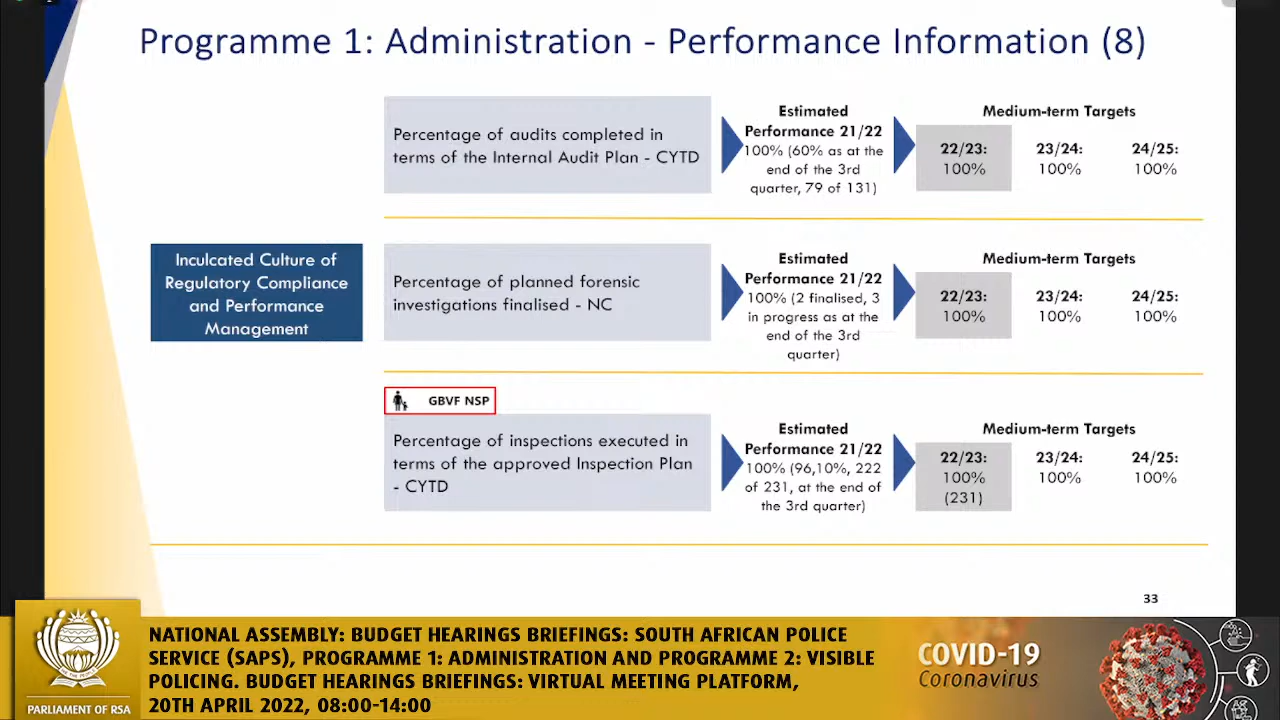 Programme 1: Administration - Performance Information (8)
Percentage of audits completed in
terms of the Internal Audit Plan - CYTD
Estimated
Performance 21/22
100% (60% as at the
end of the 3rd
quarter, 79 of 131)
Medium-term Targets
22/23:
100%
23/24:
100%
24/25:
100%
Inculcated Culture of
Regulatory Compliance
and Performance
Management
Percentage of planned forensic
investigations finalised - NC
Estimated
Performance 21/22
100% (2 finalised, 3
in progress as at the
end of the 3rd
quarter)
Medium-term Targets
22/23:
100%
23/24:
100%
24/25:
100%
GBVF NSP
Percentage of inspections executed in
terms of the approved Inspection Plan
- CYTD
Estimated
Performance 21/22
100% (96,10%, 222
of 231, at the end of
the 3rd quarter)
Medium-term Targets
22/23:
100%
(231)
23/24:
100%
24/25:
100%
33
PARLIAMENT OF RSA
NATIONAL ASSEMBLY: BUDGET HEARINGS BRIEFINGS: SOUTH AFRICAN POLICE
SERVICE (SAPS), PROGRAMME 1: ADMINISTRATION AND PROGRAMME 2: VISIBLE
POLICING. BUDGET HEARINGS BRIEFINGS: VIRTUAL MEETING PLATFORM,
20TH APRIL 2022, 08:00-14:00
COVID-19
Coronavirus